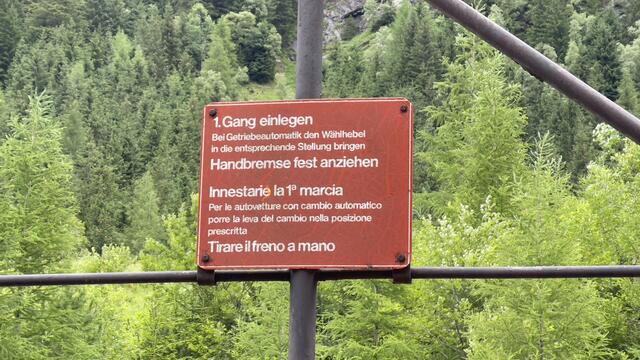 1. Gang einlegen
Bei Getriebeautomatik den Wählhebel
in die entsprechende Stellung bringen
Handbremse fest anziehen
Innestarie la 1ª marcia
Per le autovetture con cambio automatico
porre la leva del cambio nella posizione
prescritta
Tirare il freno a mano